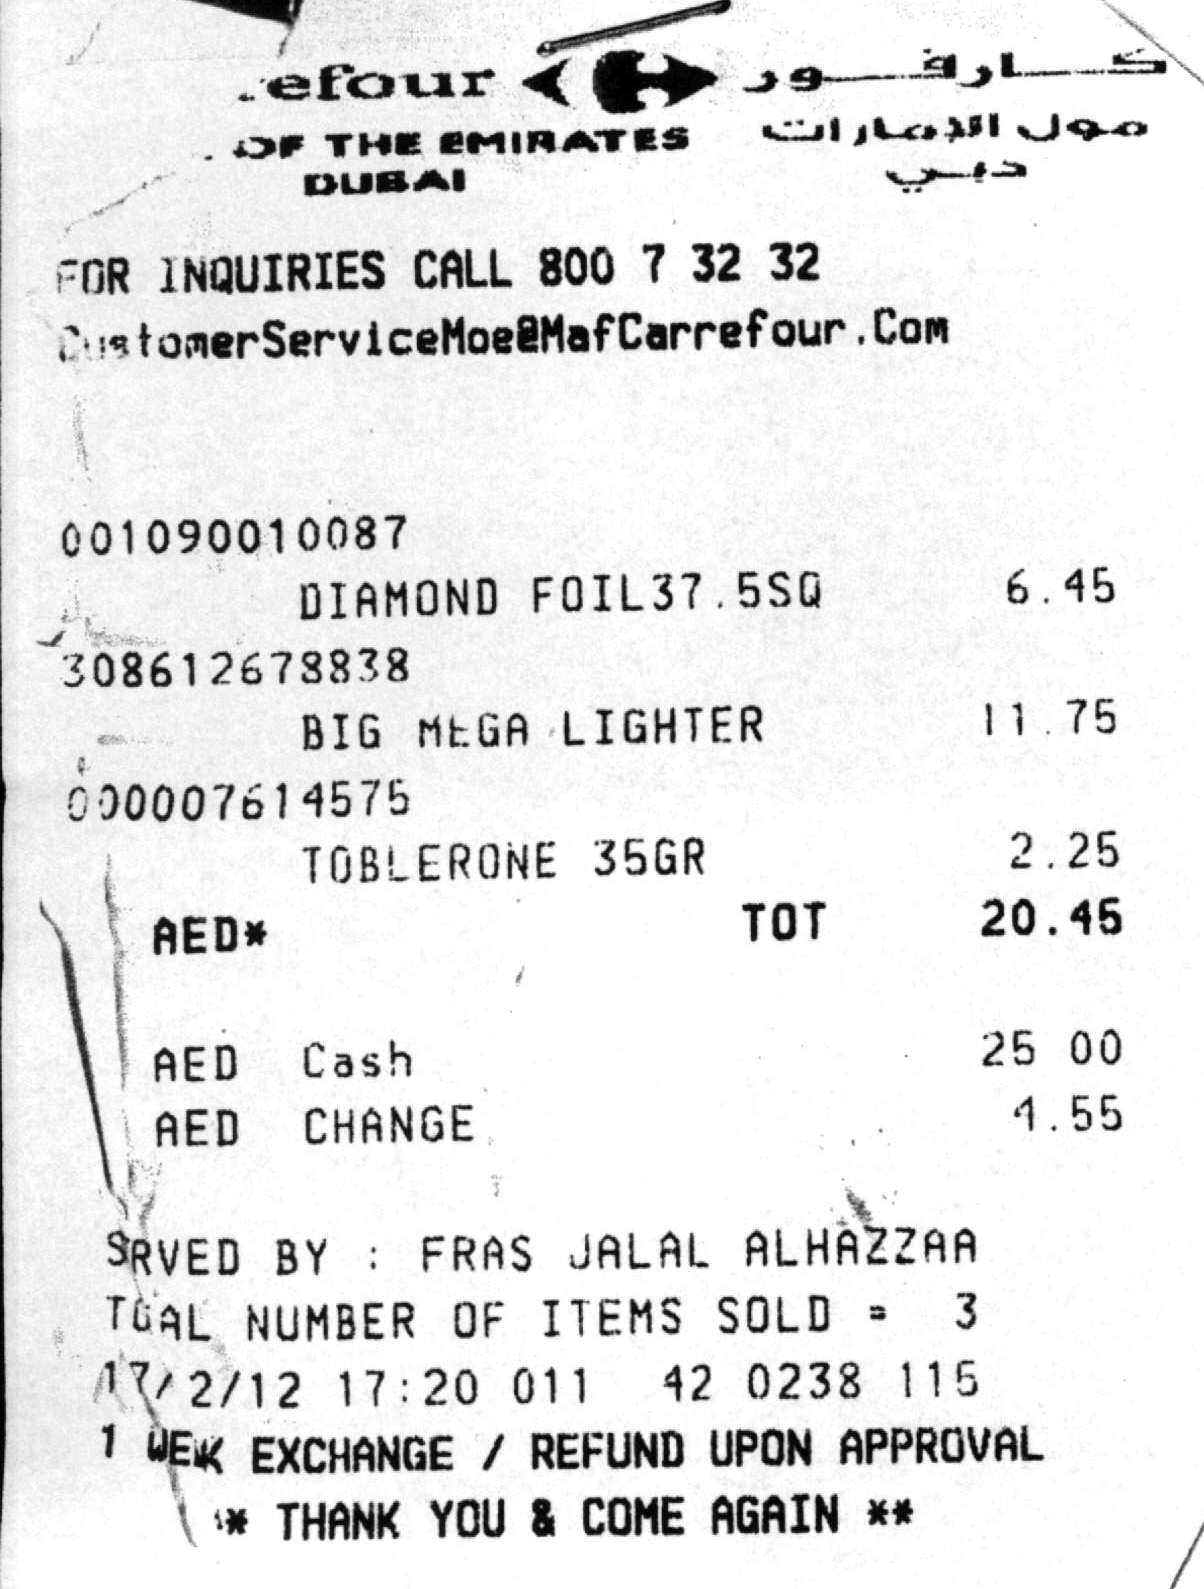 efour كارفور
OF THE EMIRATES مول الإمارات
DUBAI دبي
FOR INQUIRIES CALL 800 7 32 32
CustomerServiceMoe@MafCarrefour.Com
001090010087
DIAMOND FOIL37.5SQ 6.45
308612678838
BIG MEGA LIGHTER 11.75
000007614575
TOBLERONE 35GR 2.25
AED* TOT 20.45
AED Cash 25 00
AED CHANGE 4.55
SRVED BY : FRAS JALAL ALHAZZAA
TOAL NUMBER OF ITEMS SOLD = 3
17/2/12 17:20 011 42 0238 115
1 WEK EXCHANGE / REFUND UPON APPROVAL
* THANK YOU & COME AGAIN **